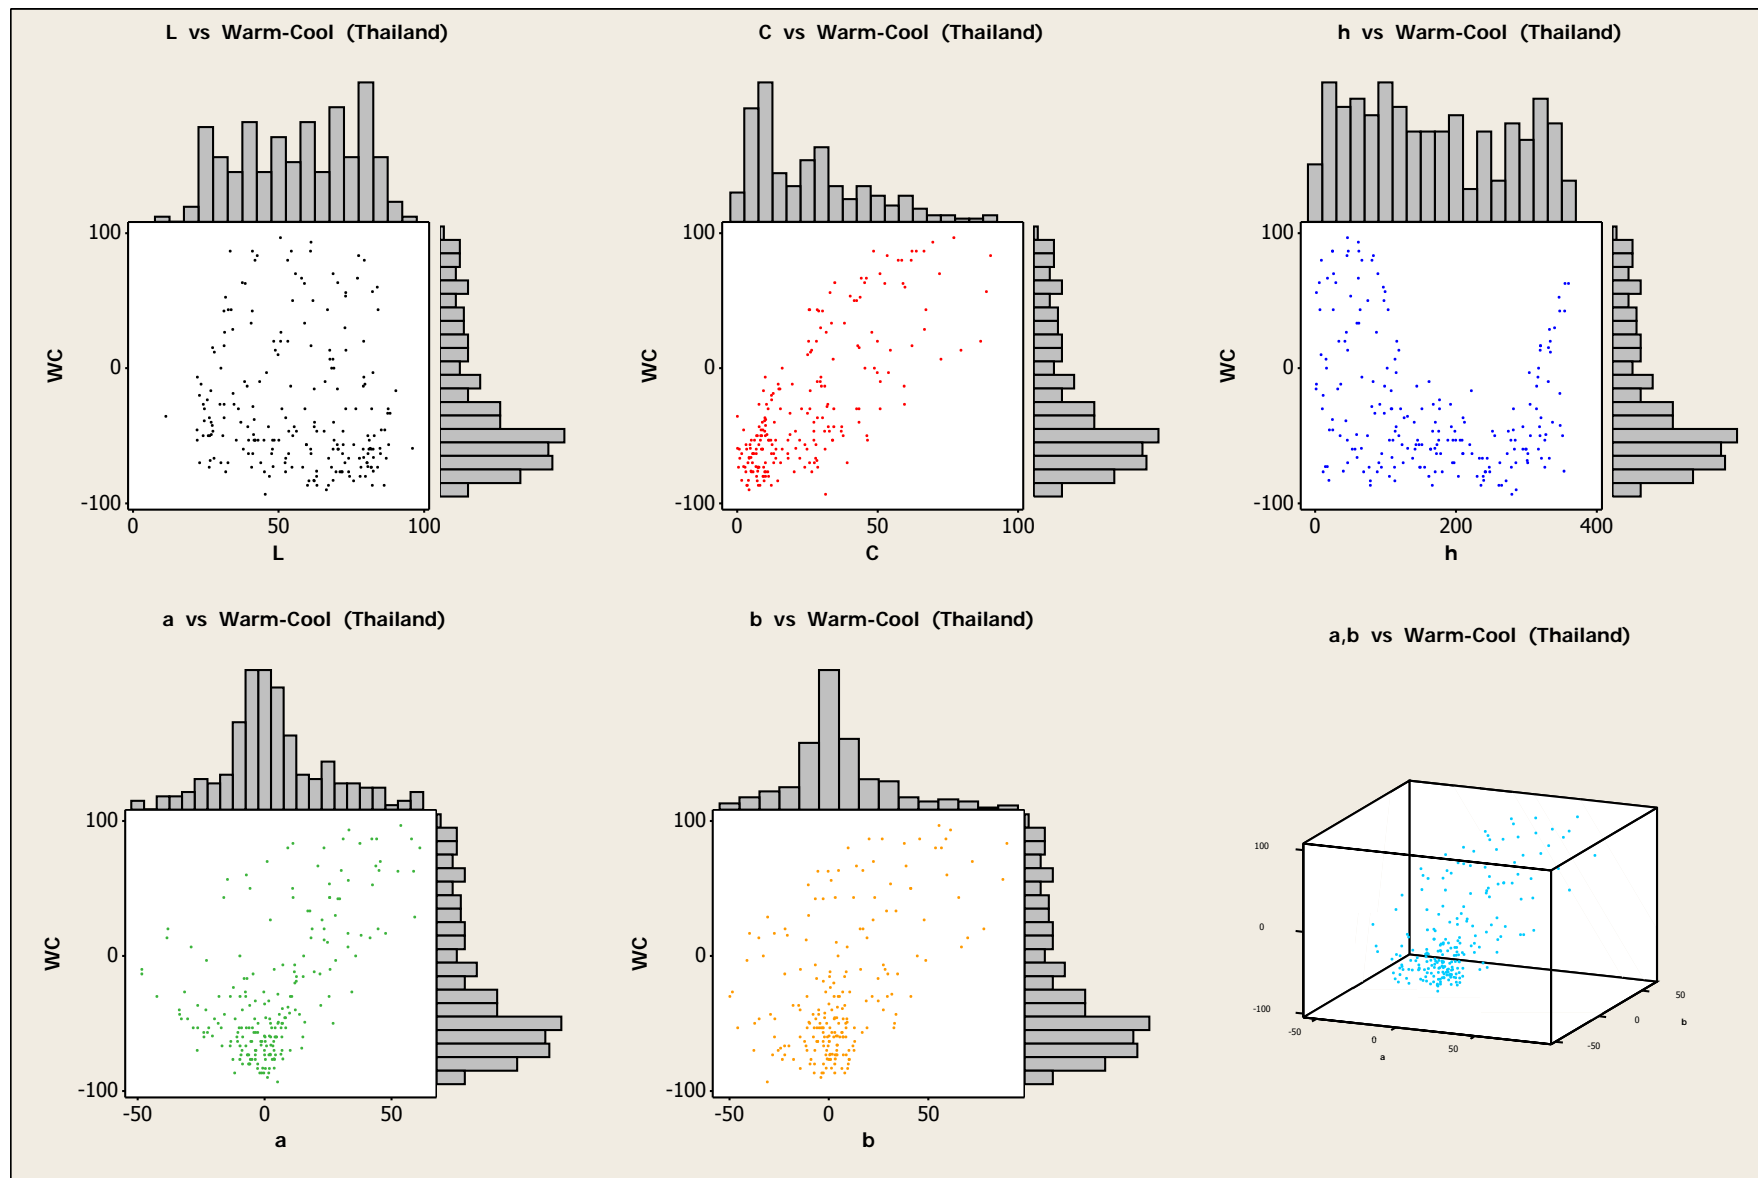 L vs Warm-Cool (Thailand)
C vs Warm-Cool (Thailand)
h vs Warm-Cool (Thailand)
100
0
-100
WC
0
50
100
L
100
0
-100
WC
0
50
100
C
100
0
-100
WC
0
200
400
h
a vs Warm-Cool (Thailand)
b vs Warm-Cool (Thailand)
a,b vs Warm-Cool (Thailand)
100
0
-100
WC
-50
0
50
a
100
0
-100
WC
-50
0
50
b
100
0
-100
-50
0
50
a
-50
0
50
b